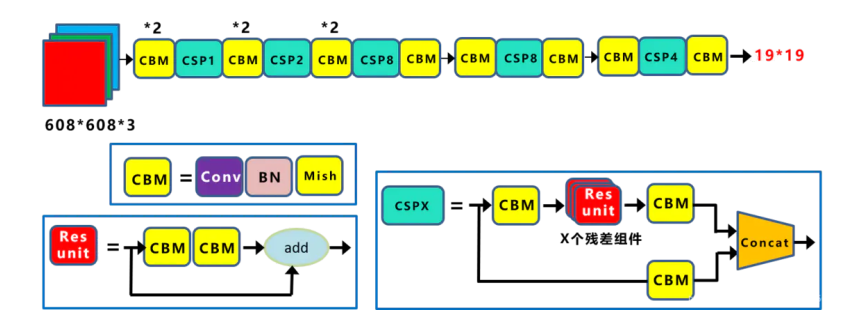 *2 *2 *2
CBM CSP1 CBM CSP2 CBM CSP8 CBM CBM CSP8 CBM CBM CSP4 CBM 19*19
608*608*3
CBM = Conv BN Mish
Res unit = CBM CBM add
CSPX = CBM Res unit CBM Concat
X个残差组件
CBM